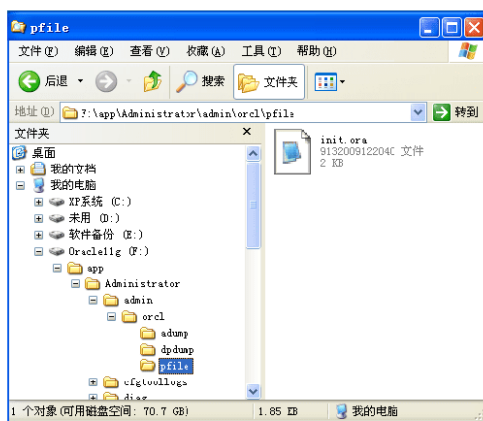 pfile
文件(F) 编辑(E) 查看(V) 收藏(A) 工具(T) 帮助(H)
后退 搜索 文件夹
地址(D) F:\app\Administrator\admin\orcl\pfile 转到
文件夹 ×
桌面
我的文档
我的电脑
XP系统 (C:)
未用 (D:)
软件备份 (E:)
Oracle11g (F:)
app
Administrator
admin
orcl
adump
dpdump
pfile
cfgtoollogs
diag
init.ora
913200912204C 文件
2 KB
1 个对象(可用磁盘空间: 70.7 GB) 1.85 KB 我的电脑